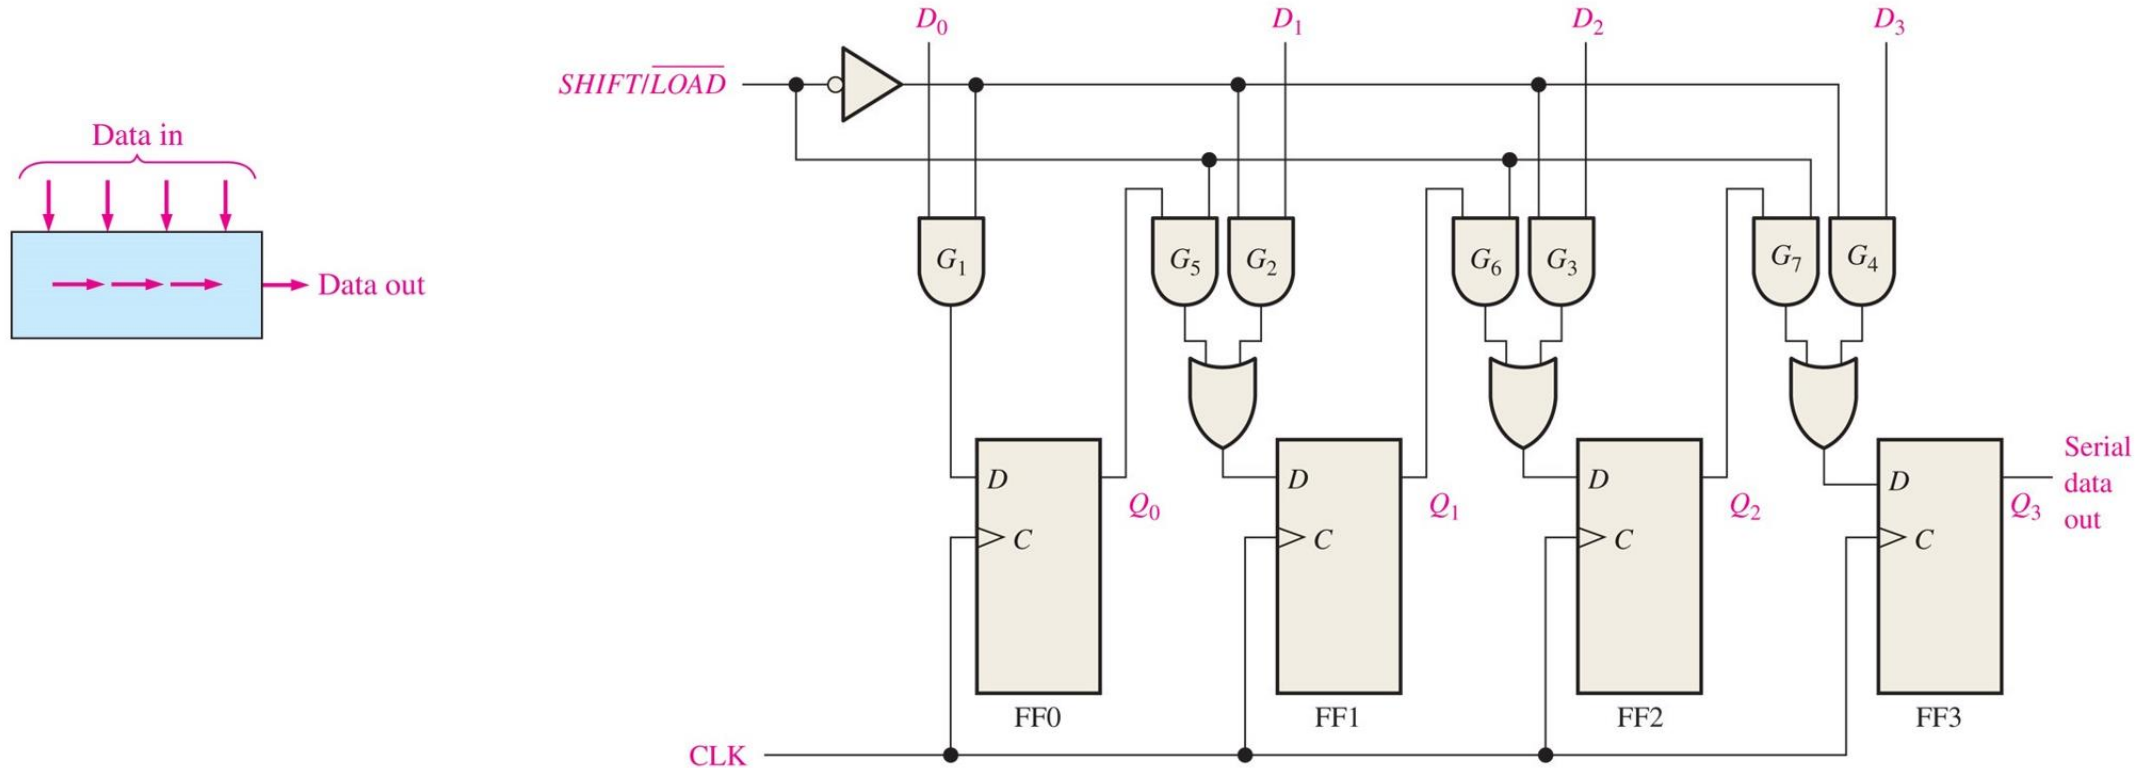 Data in
Data out
SHIFT/LOAD
D₀
D₁
D₂
D₃
G₁
G₅
G₂
G₆
G₃
G₇
G₄
D
C
Q₀
FF0
D
C
Q₁
FF1
D
C
Q₂
FF2
D
C
Q₃
FF3
Serial
data
out
CLK